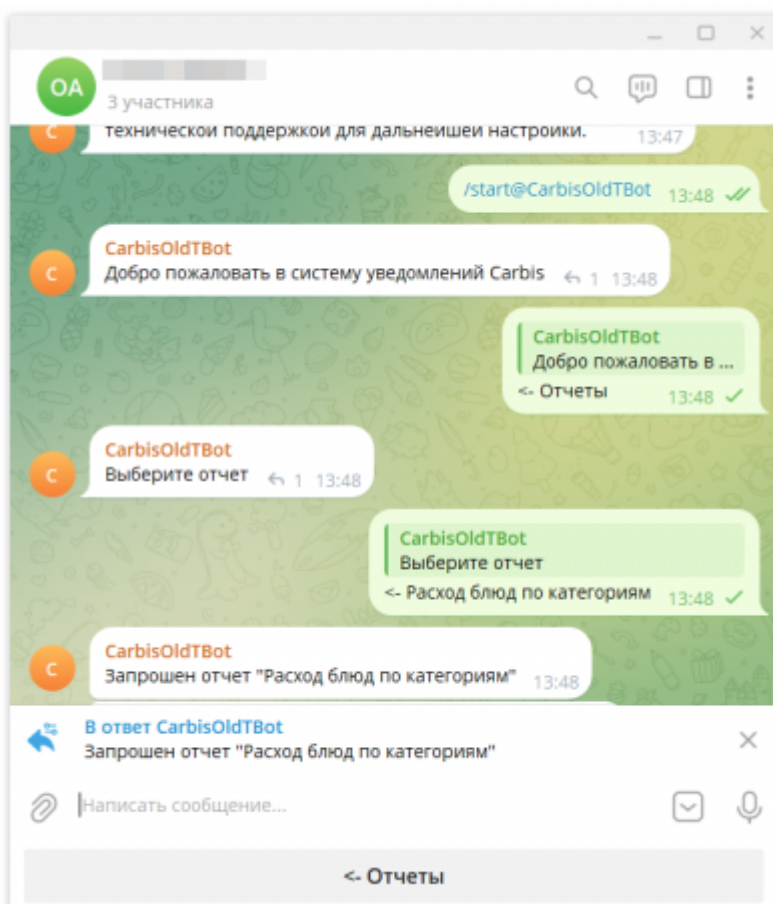 OA
3 участника
технической поддержкой для дальнейшей настройки.
13:47
/start@CarbisOldTBot 13:48
CarbisOldTBot
C
Добро пожаловать в систему уведомлений Carbis 1 13:48
CarbisOldTBot
Добро пожаловать в ...
<- Отчеты 13:48
CarbisOldTBot
C
Выберите отчет 1 13:48
CarbisOldTBot
Выберите отчет
<- Расход блюд по категориям 13:48
CarbisOldTBot
C
Запрошен отчет "Расход блюд по категориям" 13:48
В ответ CarbisOldTBot
Запрошен отчет "Расход блюд по категориям"
Написать сообщение...
<- Отчеты